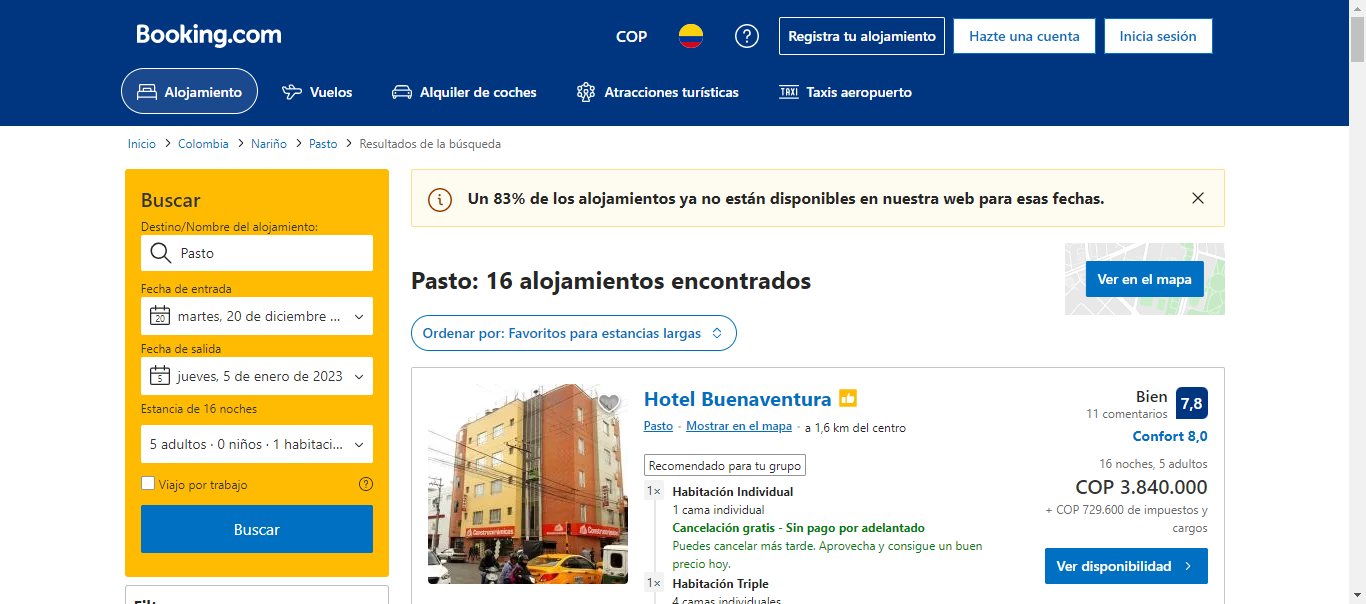 Booking.com
COP
Registra tu alojamiento
Hazte una cuenta
Inicia sesión
Alojamiento
Vuelos
Alquiler de coches
Atracciones turísticas
TAXI
Taxis aeropuerto
Inicio > Colombia > Nariño > Pasto > Resultados de la búsqueda
Buscar
Destino/Nombre del alojamiento:
Pasto
Fecha de entrada
20
martes, 20 de diciembre ...
Fecha de salida
5
jueves, 5 de enero de 2023
Estancia de 16 noches
5 adultos · 0 niños · 1 habitaci...
Viajo por trabajo
Buscar
Un 83% de los alojamientos ya no están disponibles en nuestra web para esas fechas.
Pasto: 16 alojamientos encontrados
Ver en el mapa
Ordenar por: Favoritos para estancias largas
Hotel Buenaventura
Pasto · Mostrar en el mapa · a 1,6 km del centro
Recomendado para tu grupo
1× Habitación Individual
1 cama individual
Cancelación gratis - Sin pago por adelantado
Puedes cancelar más tarde. Aprovecha y consigue un buen
precio hoy.
1× Habitación Triple
4 camas individuales
Bien
7,8
11 comentarios
Confort 8,0
16 noches, 5 adultos
COP 3.840.000
+ COP 729.600 de impuestos y
cargos
Ver disponibilidad